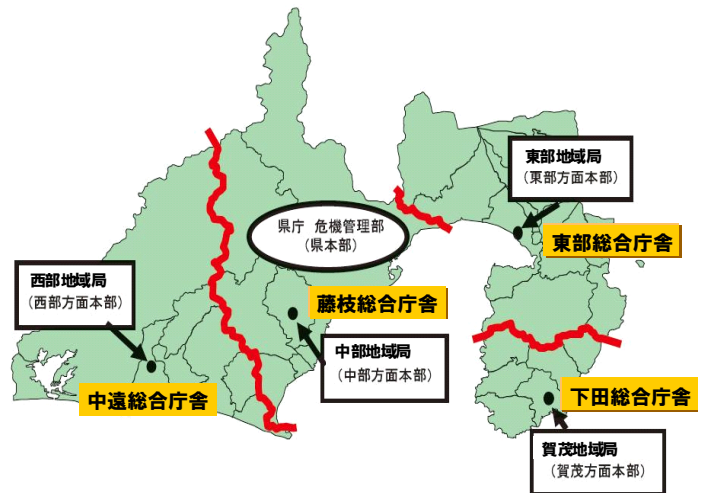 東部地域局
(東部方面本部)
東部総合庁舎
県庁 危機管理部
(県本部)
西部地域局
(西部方面本部)
藤枝総合庁舎
中部地域局
(中部方面本部)
中遠総合庁舎
下田総合庁舎
賀茂地域局
(賀茂方面本部)